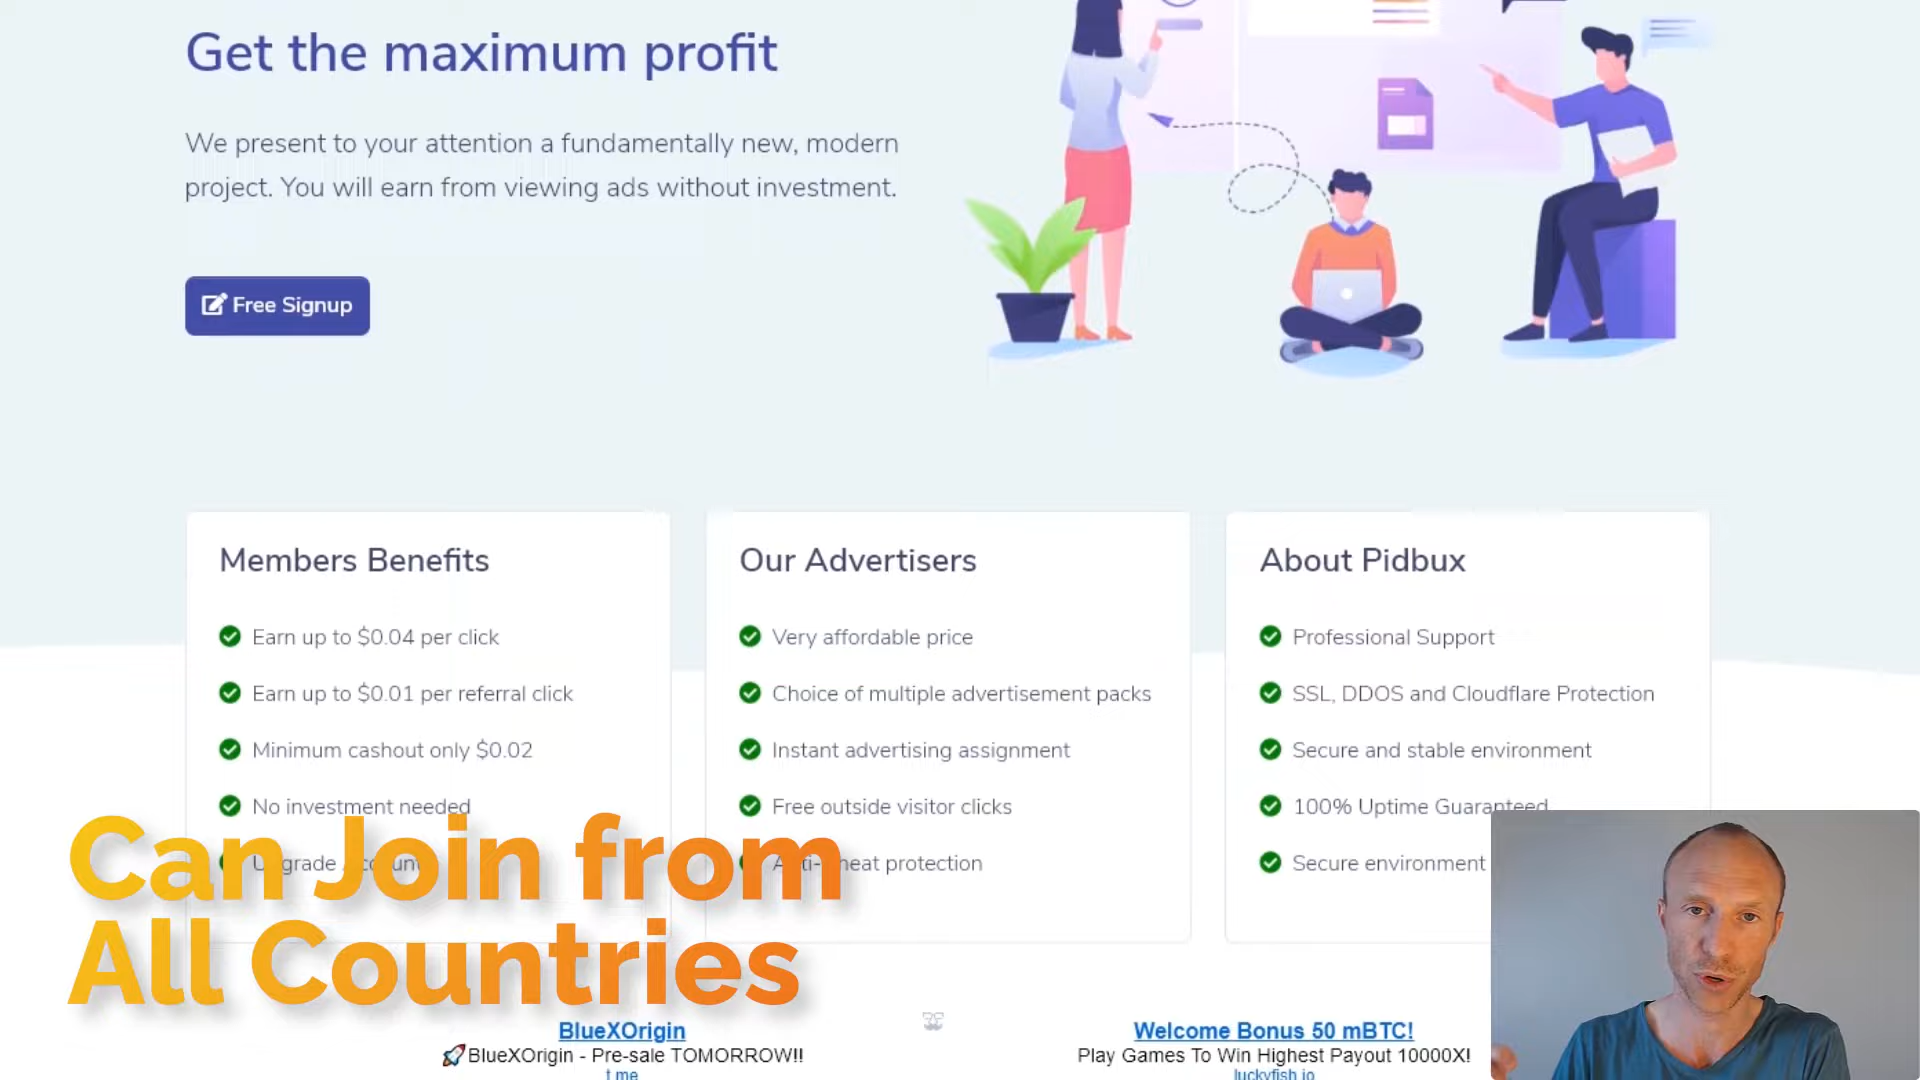 Get the maximum profit
We present to your attention a fundamentally new, modern
project. You will earn from viewing ads without investment.
Free Signup
Members Benefits
Earn up to $0.04 per click
Earn up to $0.01 per referral click
Minimum cashout only $0.02
No investment needed
Our Advertisers
Very affordable price
Choice of multiple advertisement packs
Instant advertising assignment
Free outside visitor clicks
protection
About Pidbux
Professional Support
SSL, DDOS and Cloudflare Protection
Secure and stable environment
100% Uptime Guaranteed
Secure environment
Can Join from
All Countries
BlueXOrigin
🚀BlueXOrigin - Pre-sale TOMORROW!!
t.me
Welcome Bonus 50 mBTC!
Play Games To Win Highest Payout 10000X!
luckyfish.io